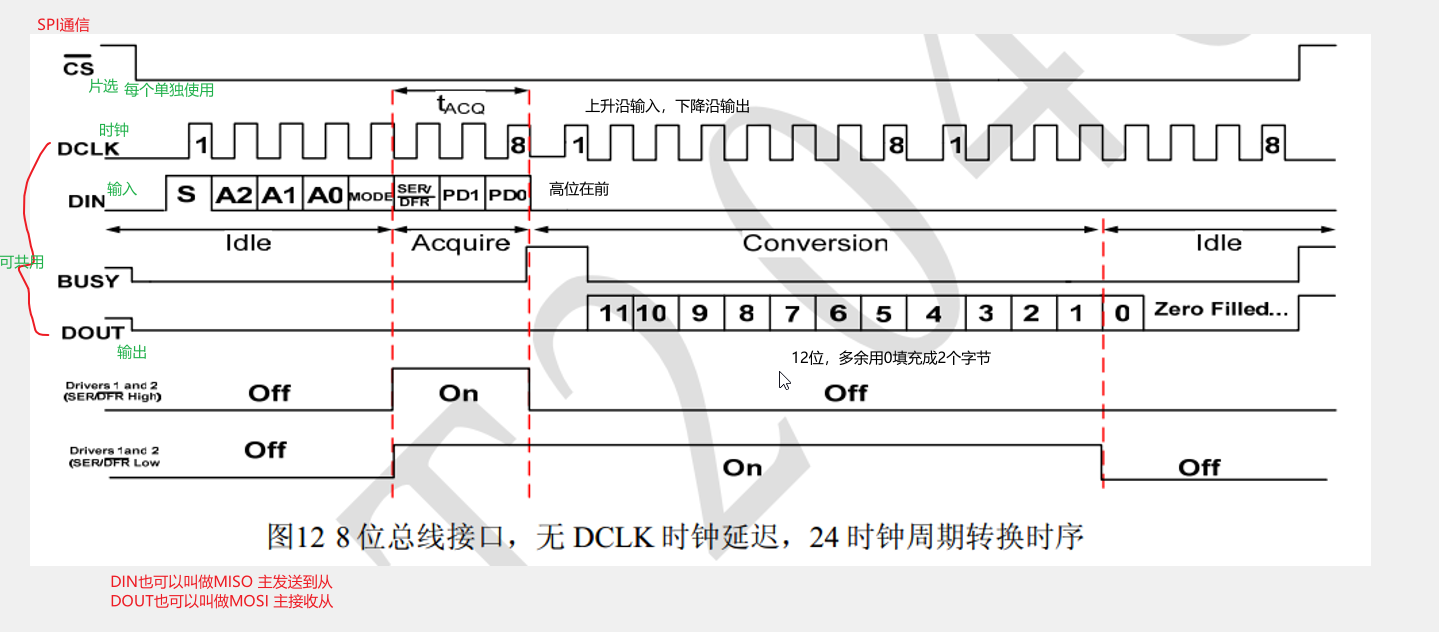 SPI通信
CS
片选 每个单独使用
tACQ
上升沿输入，下降沿输出
时钟
DCLK 1 8 1 8 1 8
输入
DIN S A2 A1 A0 MODE SER/DFR PD1 PD0 高位在前
Idle Acquire Conversion Idle
可共用
BUSY
DOUT 11 10 9 8 7 6 5 4 3 2 1 0 Zero Filled...
输出
12位，多余用0填充成2个字节
Drivers 1 and 2
(SER/DFR High) Off On Off
Drivers 1and 2
(SER/DFR Low Off On Off
图12 8 位总线接口，无 DCLK 时钟延迟，24 时钟周期转换时序
DIN也可以叫做MISO 主发送到从
DOUT也可以叫做MOSI 主接收从
T204